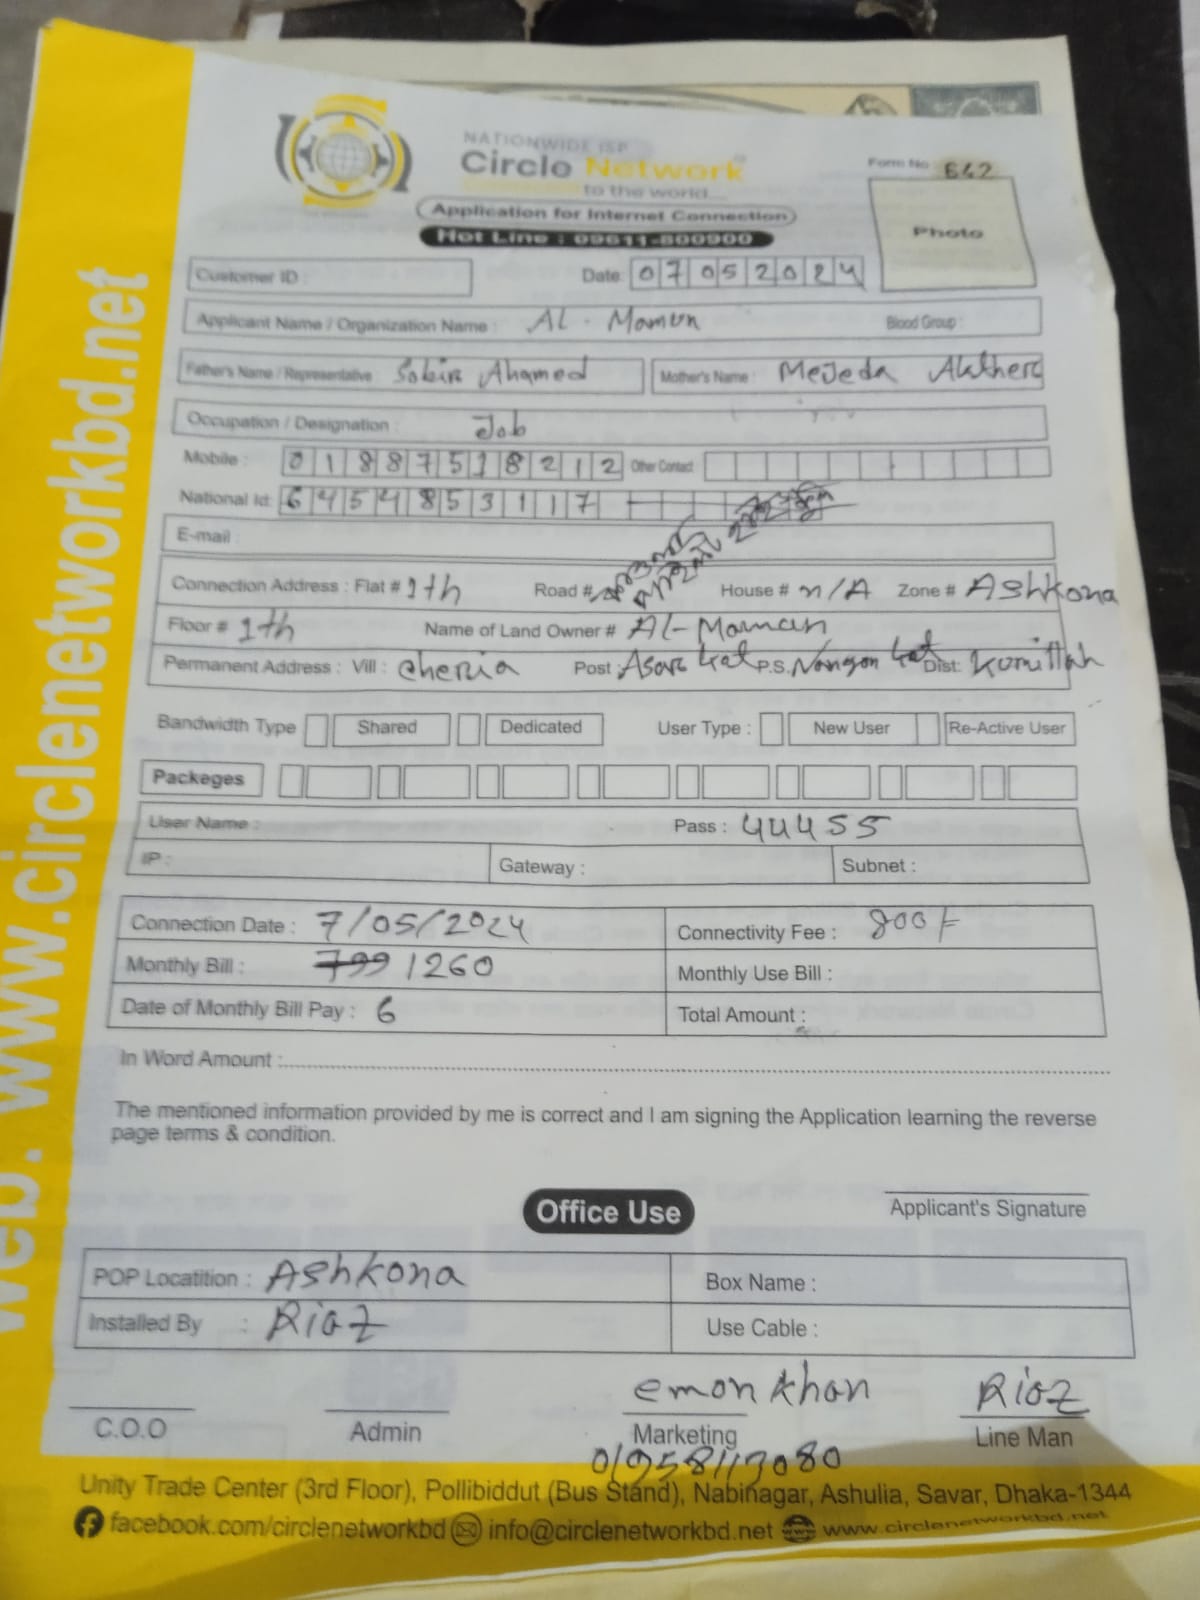 web: www.circlenetworkbd.net
NATIONWIDE ISP
Circle Network
to the world...
Form No 642
Application for Internet Connection
Hot Line : 09611-800900
Photo
Customer ID :
Date: 07052024
Applicant Name / Organization Name : AL - Mamun
Blood Group :
Father's Name / Representative Sobir Ahamed
Mother's Name : Mejeda Akther
Occupation / Designation : Job
Mobile : 01887518212 Other Contact
National Id: 6454853117
E-mail :
Connection Address : Flat # 1th Road # House # n/A Zone # Ashkona
Floor # 1th Name of Land Owner # AL-Mamun
Permanent Address : Vill : cheria Post : P.S. Dist: Kumillah
Bandwidth Type Shared Dedicated User Type : New User Re-Active User
Packeges
User Name : Pass : 44455
IP : Gateway : Subnet :
Connection Date : 7/05/2024 Connectivity Fee : 800/-
Monthly Bill : 799 1260 Monthly Use Bill :
Date of Monthly Bill Pay : 6 Total Amount :
In Word Amount :
The mentioned information provided by me is correct and I am signing the Application learning the reverse
page terms & condition.
Applicant's Signature
Office Use
POP Locatition : Ashkona Box Name :
Installed By : Riaz Use Cable :
emon khan Riaz
C.O.O Admin Marketing Line Man
Unity Trade Center (3rd Floor), Pollibiddut (Bus Stand), Nabinagar, Ashulia, Savar, Dhaka-1344
facebook.com/circlenetworkbd info@circlenetworkbd.net www.circlenetworkbd.net